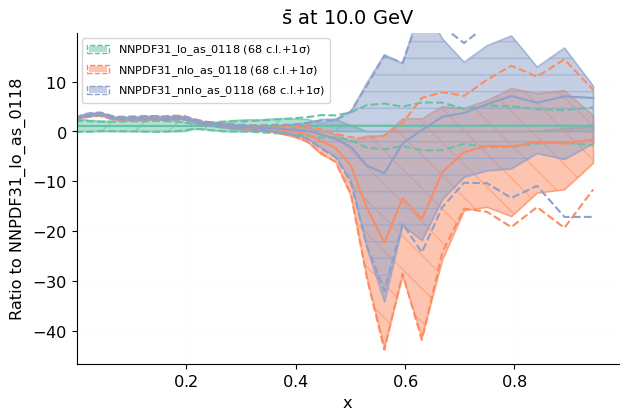 s̄ at 10.0 GeV
NNPDF31_lo_as_0118 (68 c.l.+1σ)
NNPDF31_nlo_as_0118 (68 c.l.+1σ)
NNPDF31_nnlo_as_0118 (68 c.l.+1σ)
Ratio to NNPDF31_lo_as_0118
10
0
−10
−20
−30
−40
0.2 0.4 0.6 0.8
x